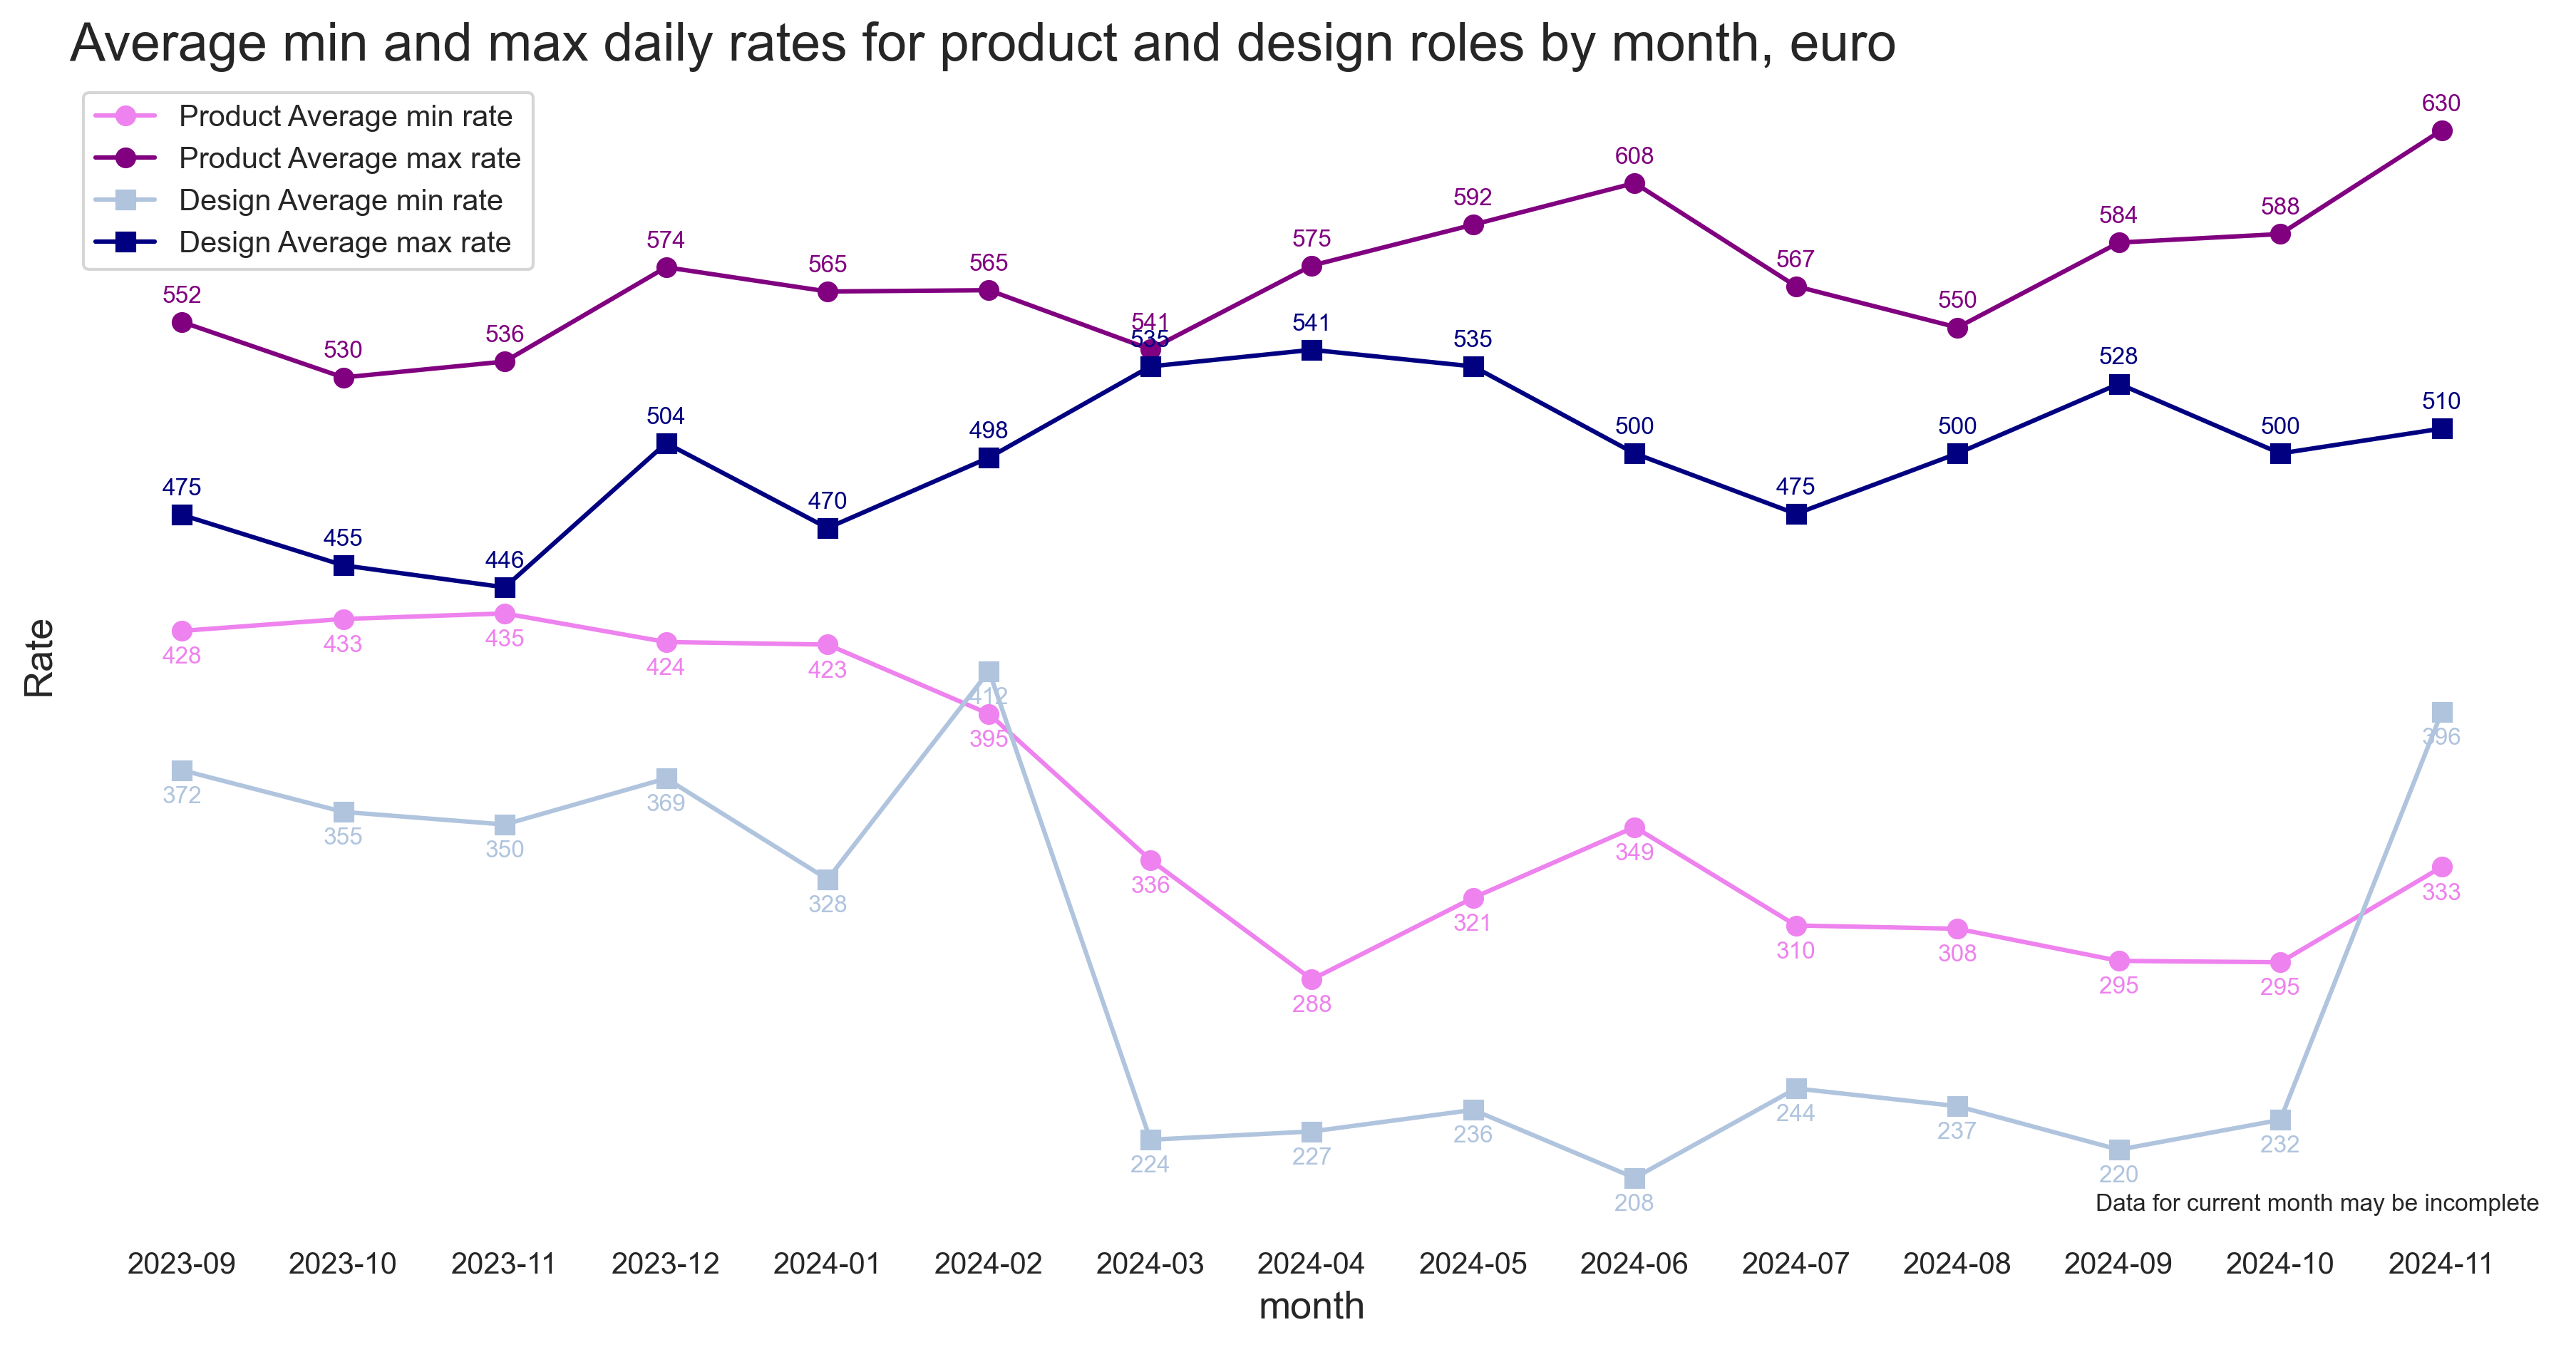 Average min and max daily rates for product and design roles by month, euro
Product Average min rate
Product Average max rate
Design Average min rate
Design Average max rate
552 530 536 574 565 565 541 575 592 608 567 550 584 588 630
475 455 446 504 470 498 535 541 535 500 475 500 528 500 510
428 433 435 424 423 395 336 288 321 349 310 308 295 295 333
372 355 350 369 328 412 224 227 236 208 244 237 220 232 396
Rate
Data for current month may be incomplete
2023-09 2023-10 2023-11 2023-12 2024-01 2024-02 2024-03 2024-04 2024-05 2024-06 2024-07 2024-08 2024-09 2024-10 2024-11
month